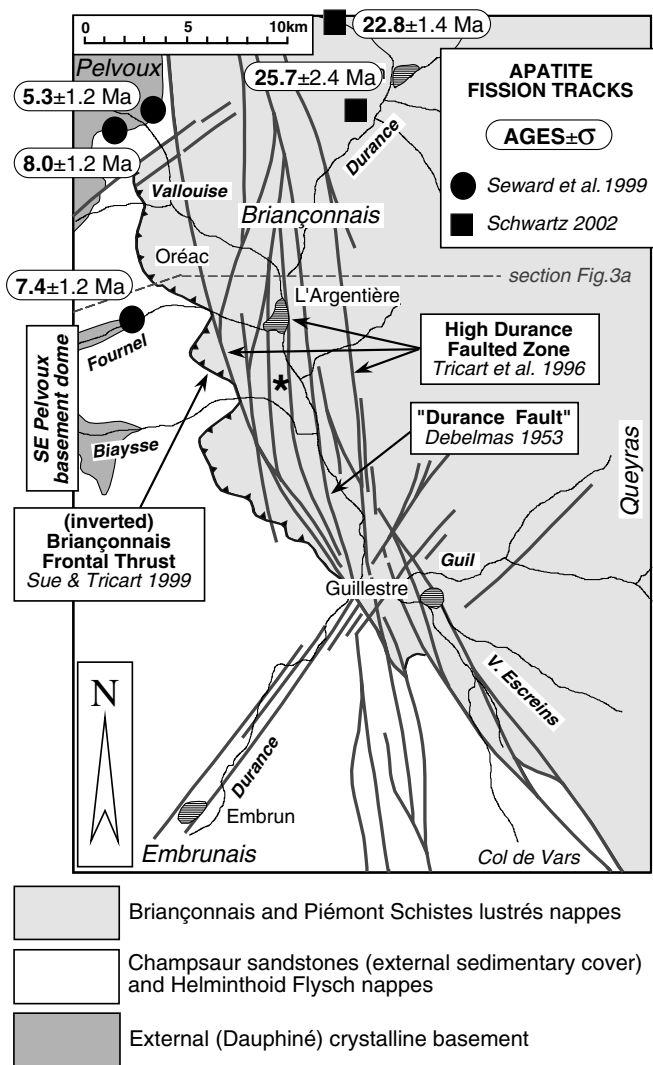 0 5 10km
22.8±1.4 Ma
Pelvoux
25.7±2.4 Ma
5.3±1.2 Ma
8.0±1.2 Ma
APATITE
FISSION TRACKS
AGES±σ
Seward et al.1999
Schwartz 2002
Durance
Vallouise
Briançonnais
Oréac
section Fig.3a
7.4±1.2 Ma
L'Argentière
Fournel
High Durance
Faulted Zone
Tricart et al. 1996
SE Pelvoux
basement dome
*
"Durance Fault"
Debelmas 1953
Biaysse
Queyras
(inverted)
Briançonnais
Frontal Thrust
Sue & Tricart 1999
Guil
Guillestre
V. Escreins
N
Durance
Embrun
Embrunais
Col de Vars
Briançonnais and Piémont Schistes lustrés nappes
Champsaur sandstones (external sedimentary cover)
and Helminthoid Flysch nappes
External (Dauphiné) crystalline basement